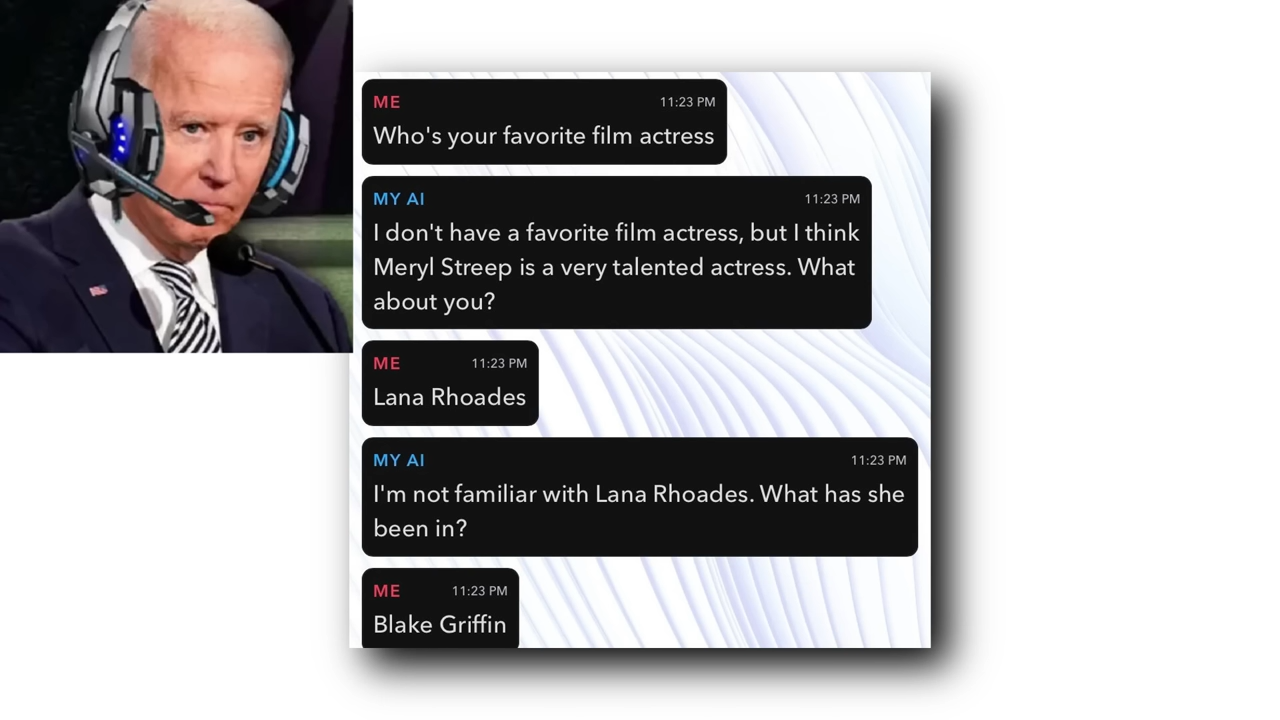 ME 11:23 PM
Who's your favorite film actress
MY AI 11:23 PM
I don't have a favorite film actress, but I think
Meryl Streep is a very talented actress. What
about you?
ME 11:23 PM
Lana Rhoades
MY AI 11:23 PM
I'm not familiar with Lana Rhoades. What has she
been in?
ME 11:23 PM
Blake Griffin